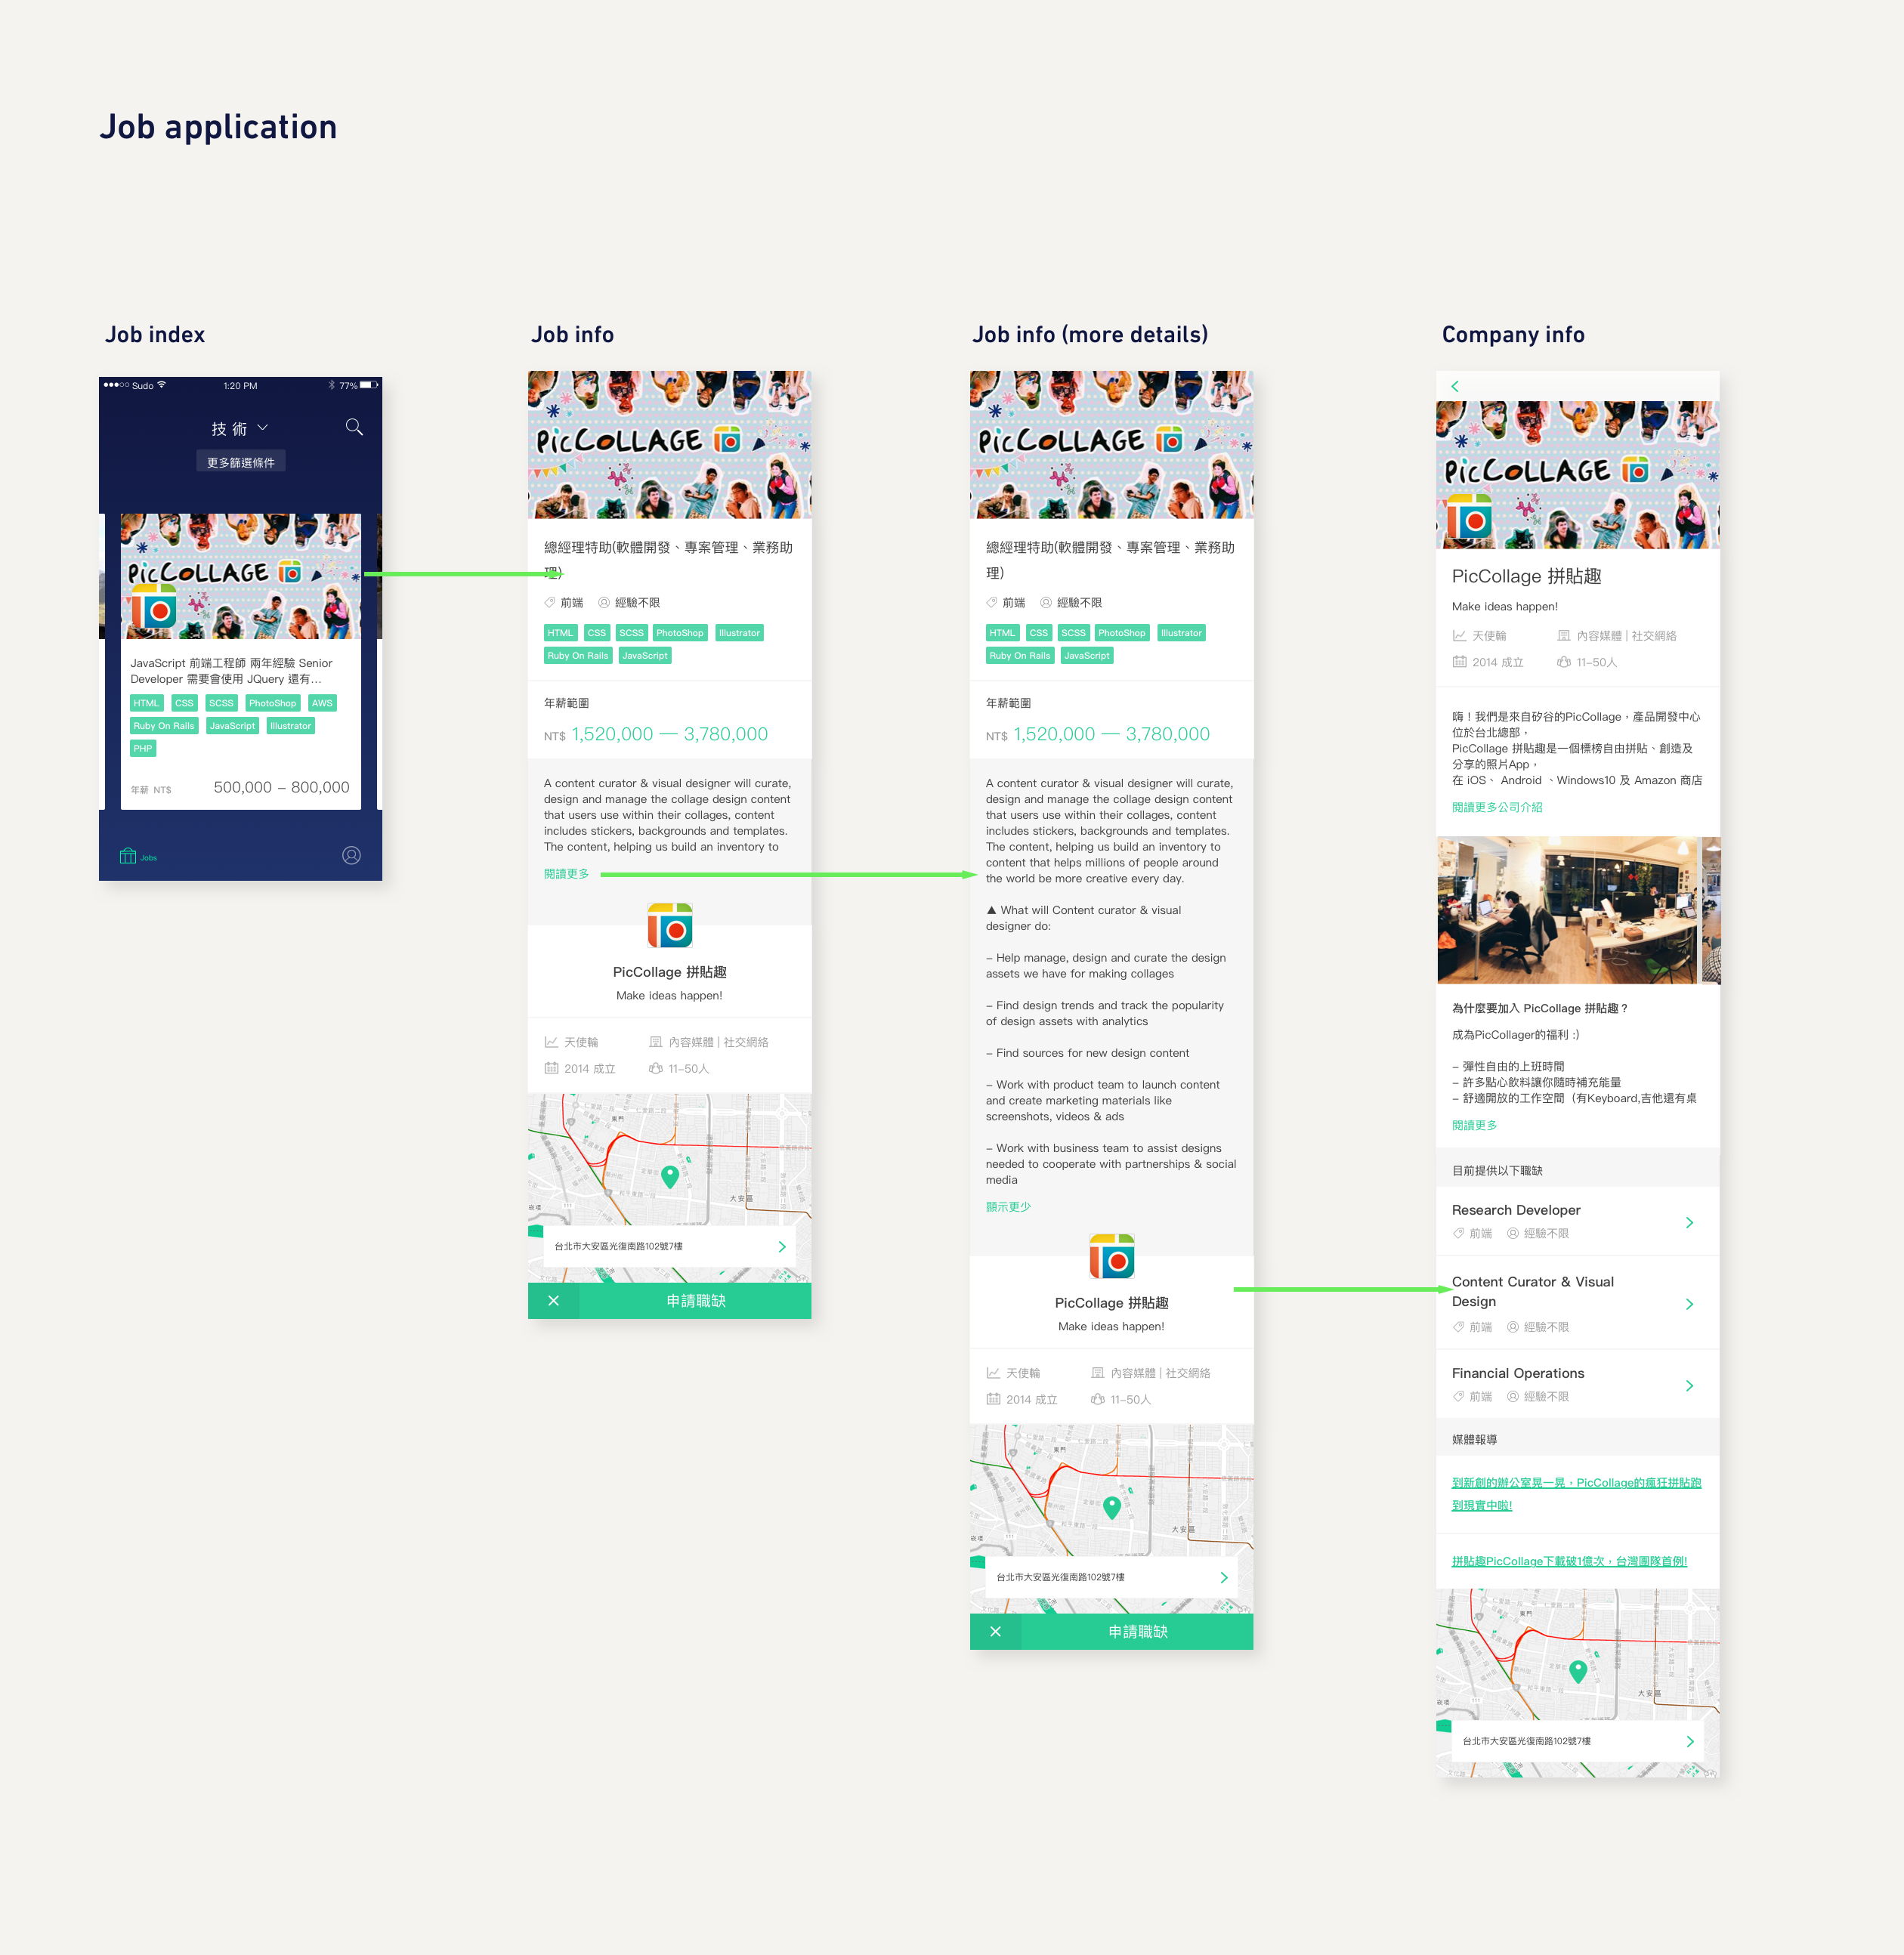 Job application
Job index
Sudo
1:20 PM
77%
技術
更多篩選條件
PicCOLLAGE
JavaScript 前端工程師 兩年經驗 Senior
Developer 需要會使用 JQuery 還有...
HTML CSS SCSS PhotoShop AWS
Ruby On Rails JavaScript Illustrator
PHP
年薪 NT$ 500,000 – 800,000
Jobs
Job info
PicCOLLAGE
總經理特助(軟體開發、專案管理、業務助
理)
前端 經驗不限
HTML CSS SCSS PhotoShop Illustrator
Ruby On Rails JavaScript
年薪範圍
NT$ 1,520,000 — 3,780,000
A content curator & visual designer will curate,
design and manage the collage design content
that users use within their collages, content
includes stickers, backgrounds and templates.
The content, helping us build an inventory to
閱讀更多
PicCollage 拼貼趣
Make ideas happen!
天使輪 內容媒體 | 社交網絡
2014 成立 11–50人
東門
大安區
台北市大安區光復南路102號7樓
申請職缺
Job info (more details)
PicCOLLAGE
總經理特助(軟體開發、專案管理、業務助
理)
前端 經驗不限
HTML CSS SCSS PhotoShop Illustrator
Ruby On Rails JavaScript
年薪範圍
NT$ 1,520,000 — 3,780,000
A content curator & visual designer will curate,
design and manage the collage design content
that users use within their collages, content
includes stickers, backgrounds and templates.
The content, helping us build an inventory to
content that helps millions of people around
the world be more creative every day.
▲ What will Content curator & visual
designer do:
– Help manage, design and curate the design
assets we have for making collages
– Find design trends and track the popularity
of design assets with analytics
– Find sources for new design content
– Work with product team to launch content
and create marketing materials like
screenshots, videos & ads
– Work with business team to assist designs
needed to cooperate with partnerships & social
media
顯示更少
PicCollage 拼貼趣
Make ideas happen!
天使輪 內容媒體 | 社交網絡
2014 成立 11–50人
東門
大安區
台北市大安區光復南路102號7樓
申請職缺
Company info
PicCOLLAGE
PicCollage 拼貼趣
Make ideas happen!
天使輪 內容媒體 | 社交網絡
2014 成立 11–50人
嗨！我們是來自矽谷的PicCollage，產品開發中心
位於台北總部，
PicCollage 拼貼趣是一個標榜自由拼貼、創造及
分享的照片App，
在 iOS、 Android 、Windows10 及 Amazon 商店
閱讀更多公司介紹
為什麼要加入 PicCollage 拼貼趣？
成為PicCollager的福利 :)
– 彈性自由的上班時間
– 許多點心飲料讓你隨時補充能量
– 舒適開放的工作空間（有Keyboard,吉他還有桌
閱讀更多
目前提供以下職缺
Research Developer
前端 經驗不限
Content Curator & Visual
Design
前端 經驗不限
Financial Operations
前端 經驗不限
媒體報導
到新創的辦公室晃一晃，PicCollage的瘋狂拼貼跑
到現實中啦!
拼貼趣PicCollage下載破1億次，台灣團隊首例!
東門
大安區
台北市大安區光復南路102號7樓